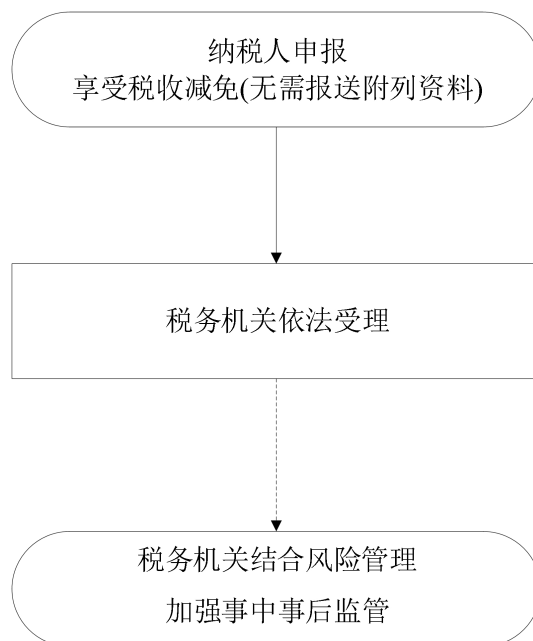 纳税人申报
享受税收减免(无需报送附列资料)
税务机关依法受理
税务机关结合风险管理
加强事中事后监管